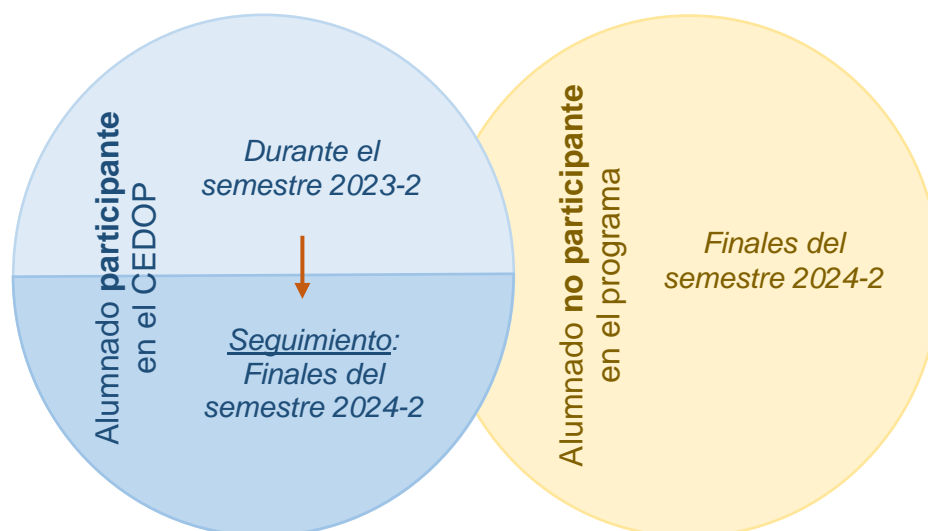 Alumnado participante
en el CEDOP
Durante el
semestre 2023-2
Seguimiento:
Finales del
semestre 2024-2
Alumnado no participante
en el programa
Finales del
semestre 2024-2